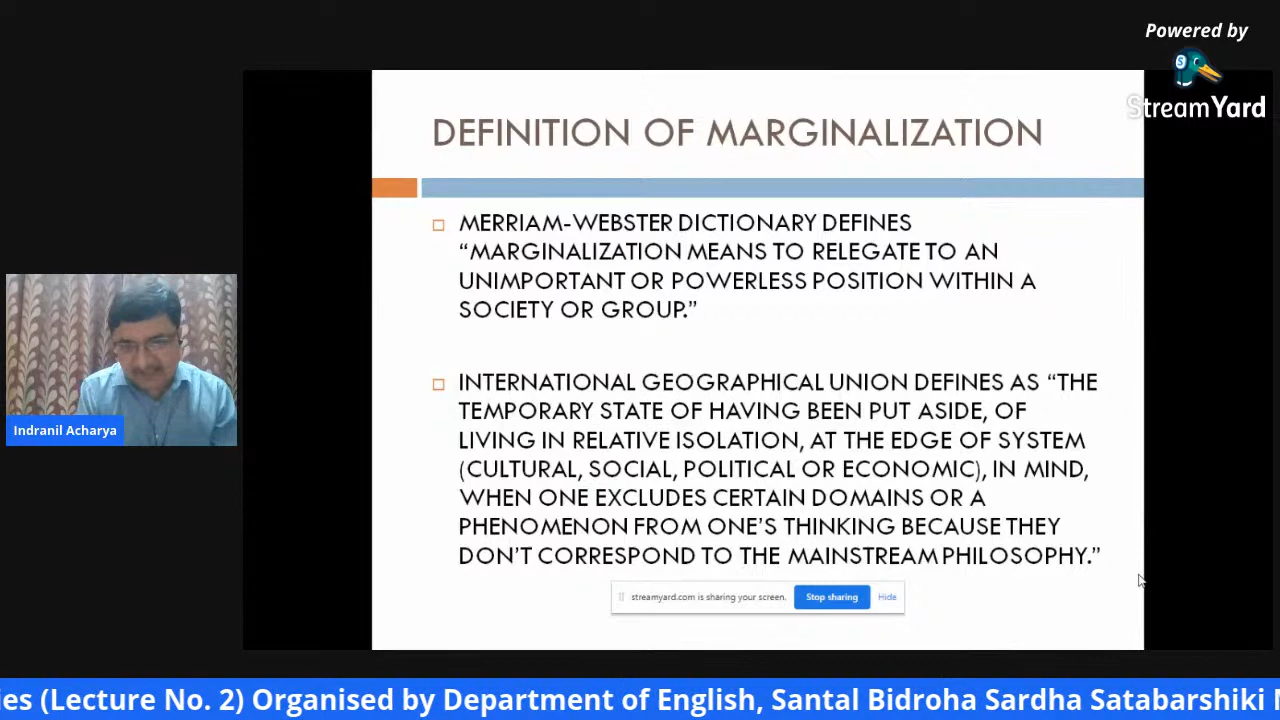 Powered by
StreamYard
DEFINITION OF MARGINALIZATION
MERRIAM-WEBSTER DICTIONARY DEFINES
“MARGINALIZATION MEANS TO RELEGATE TO AN
UNIMPORTANT OR POWERLESS POSITION WITHIN A
SOCIETY OR GROUP.”
INTERNATIONAL GEOGRAPHICAL UNION DEFINES AS “THE
TEMPORARY STATE OF HAVING BEEN PUT ASIDE, OF
LIVING IN RELATIVE ISOLATION, AT THE EDGE OF SYSTEM
(CULTURAL, SOCIAL, POLITICAL OR ECONOMIC), IN MIND,
WHEN ONE EXCLUDES CERTAIN DOMAINS OR A
PHENOMENON FROM ONE’S THINKING BECAUSE THEY
DON’T CORRESPOND TO THE MAINSTREAM PHILOSOPHY.”
streamyard.com is sharing your screen. Stop sharing Hide
Indranil Acharya
ies (Lecture No. 2) Organised by Department of English, Santal Bidroha Sardha Satabarshiki